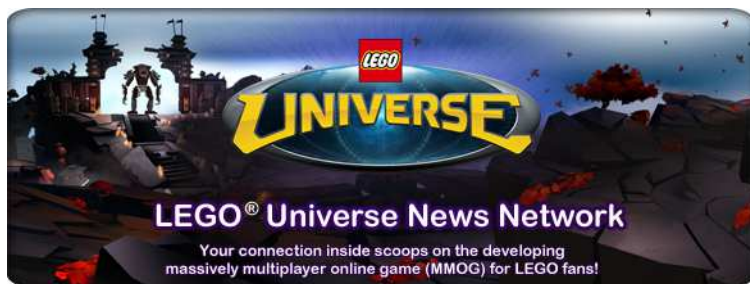 LEGO
UNIVERSE
LEGO® Universe News Network
Your connection inside scoops on the developing
massively multiplayer online game (MMOG) for LEGO fans!